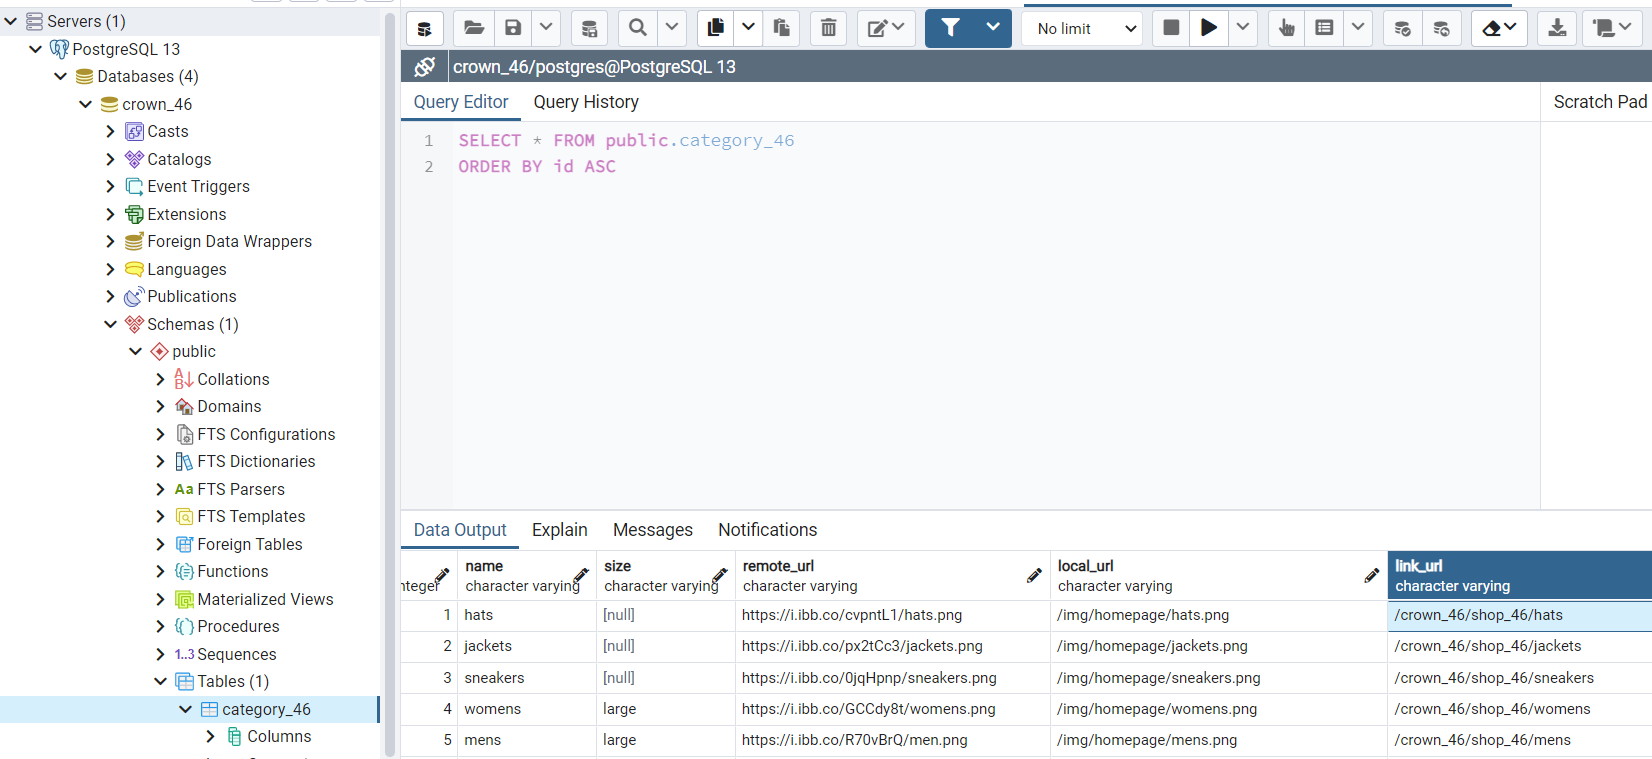 Servers (1)
PostgreSQL 13
Databases (4)
crown_46
Casts
Catalogs
Event Triggers
Extensions
Foreign Data Wrappers
Languages
Publications
Schemas (1)
public
Collations
Domains
FTS Configurations
FTS Dictionaries
Aa FTS Parsers
FTS Templates
Foreign Tables
Functions
Materialized Views
Procedures
1..3 Sequences
Tables (1)
category_46
Columns
No limit
crown_46/postgres@PostgreSQL 13
Query Editor Query History Scratch Pad
1 SELECT * FROM public.category_46
2 ORDER BY id ASC
Data Output Explain Messages Notifications
name size remote_url local_url link_url
character varying character varying character varying character varying character varying
1 hats [null] https://i.ibb.co/cvpntL1/hats.png /img/homepage/hats.png /crown_46/shop_46/hats
2 jackets [null] https://i.ibb.co/px2tCc3/jackets.png /img/homepage/jackets.png /crown_46/shop_46/jackets
3 sneakers [null] https://i.ibb.co/0jqHpnp/sneakers.png /img/homepage/sneakers.png /crown_46/shop_46/sneakers
4 womens large https://i.ibb.co/GCCdy8t/womens.png /img/homepage/womens.png /crown_46/shop_46/womens
5 mens large https://i.ibb.co/R70vBrQ/men.png /img/homepage/mens.png /crown_46/shop_46/mens